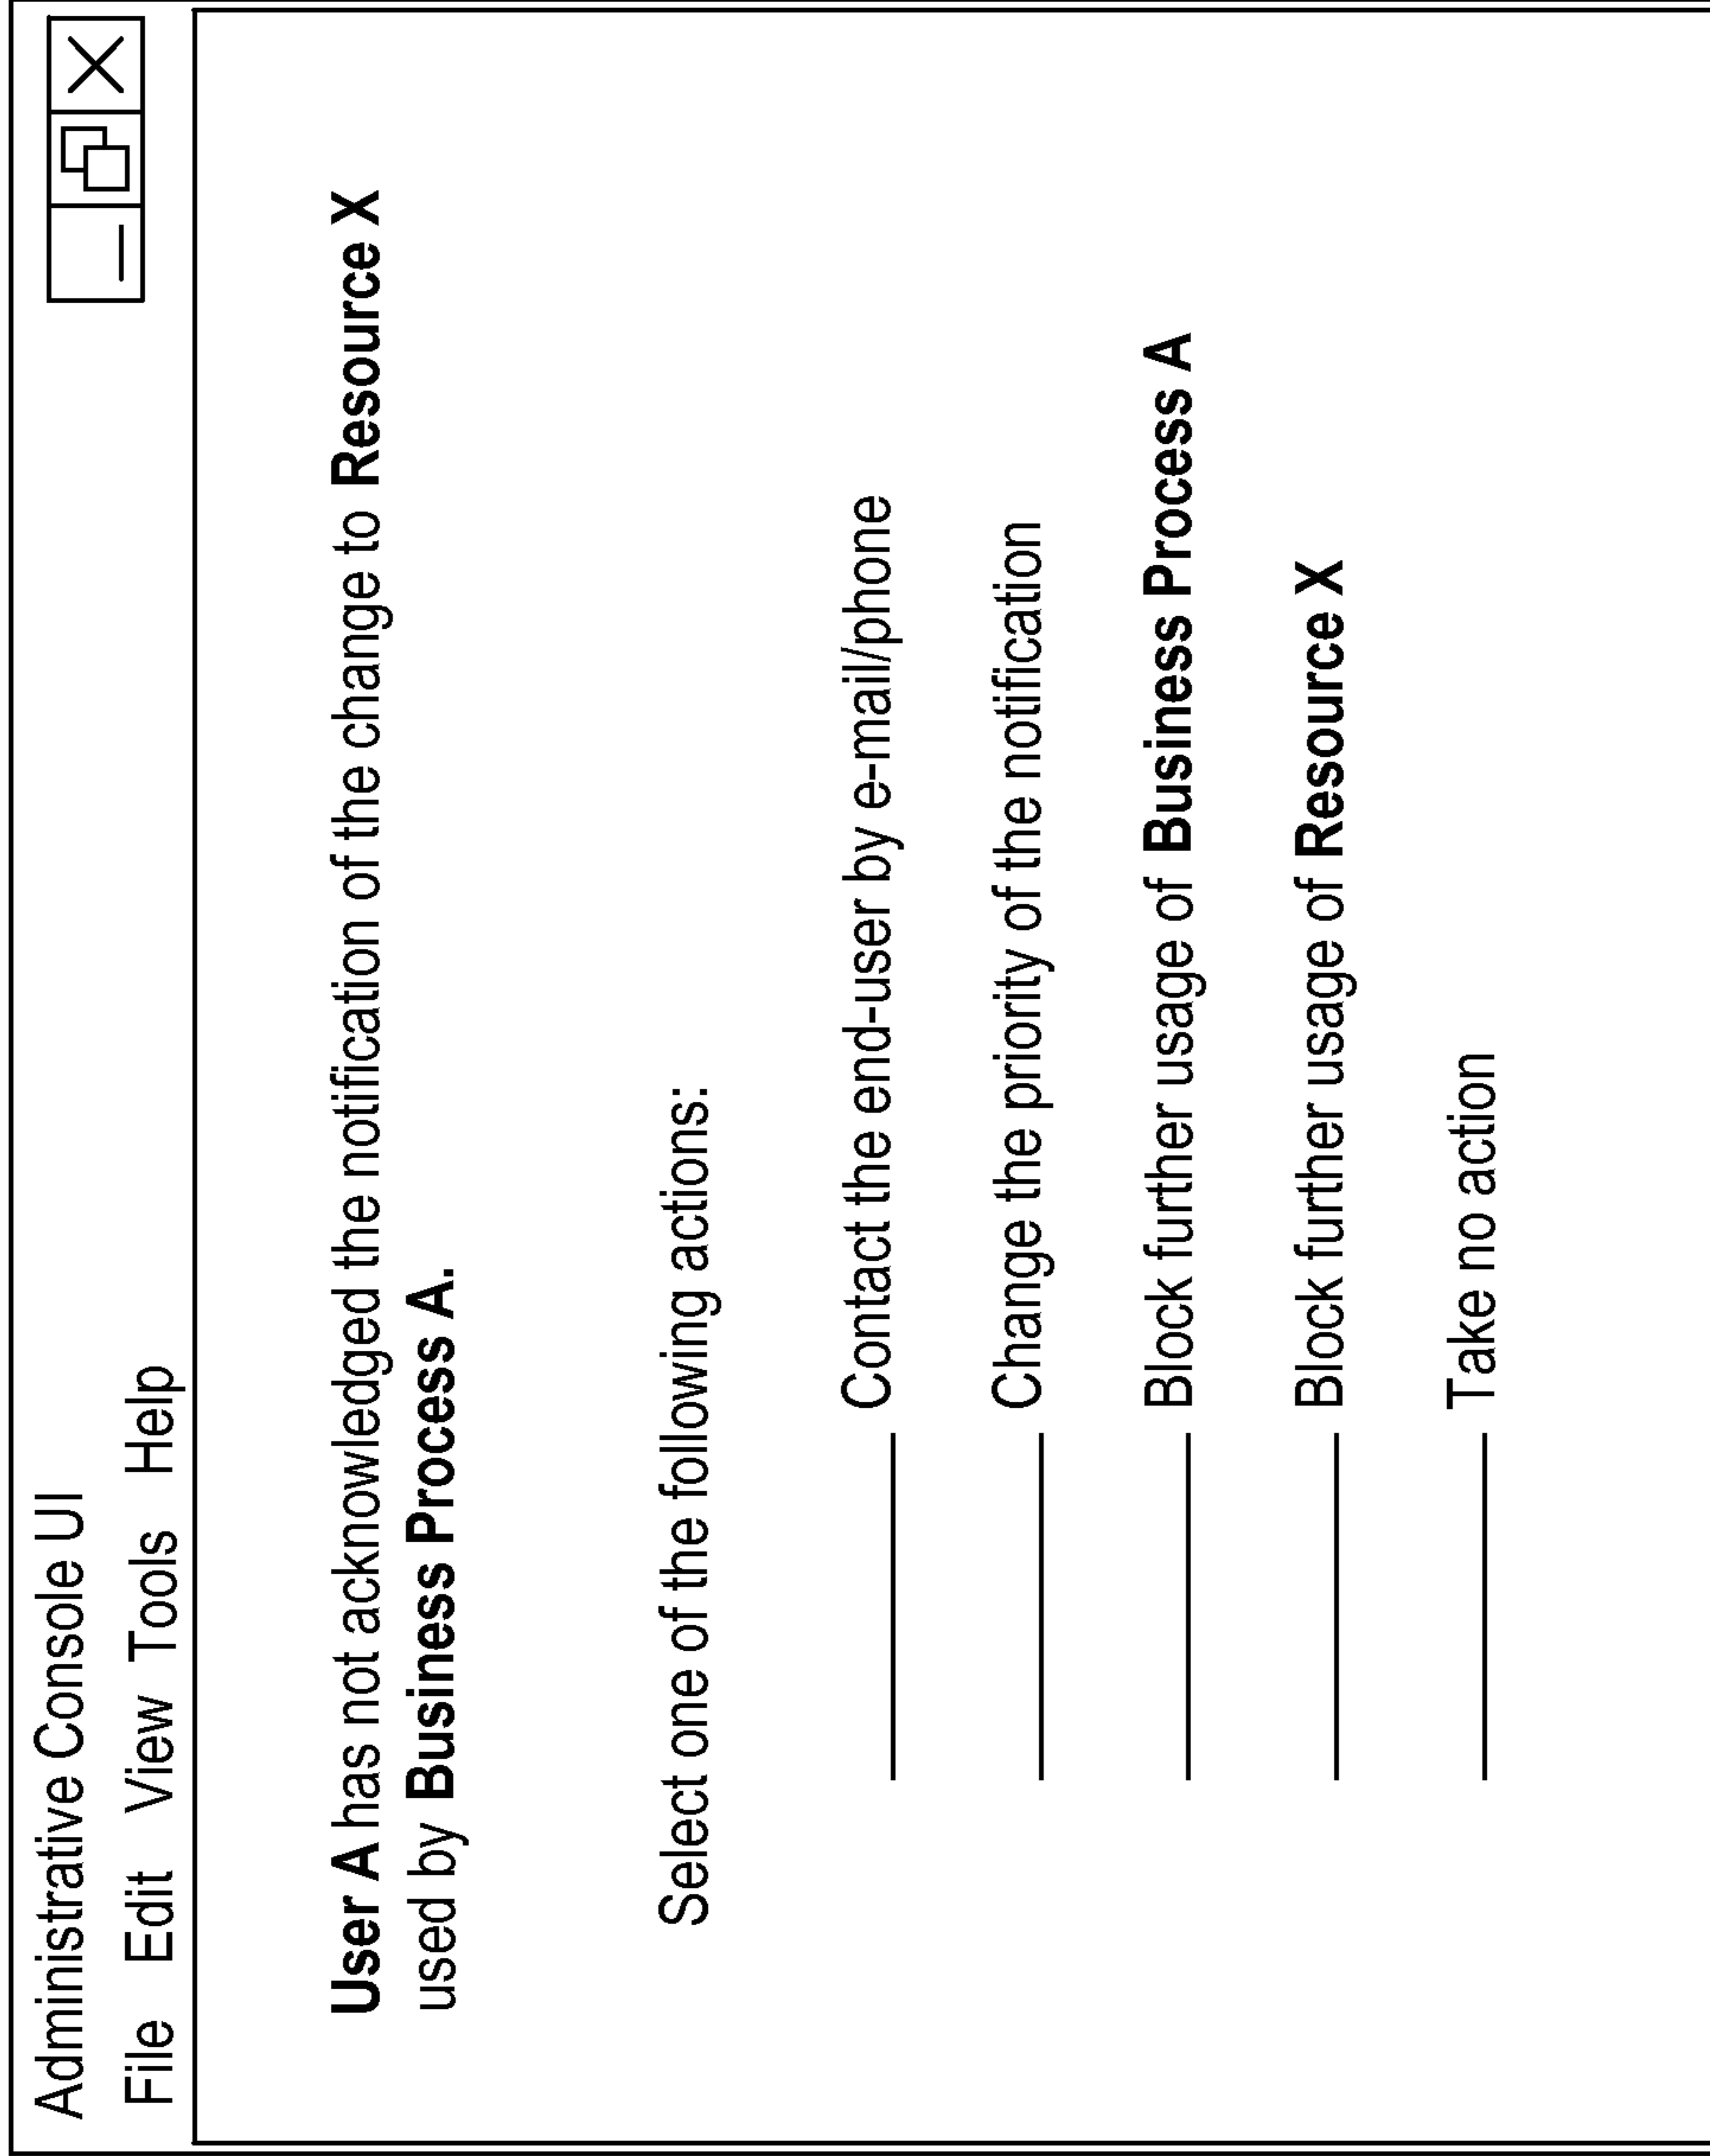 Administrative Console UI
File Edit View Tools Help
User A has not acknowledged the notification of the change to Resource X
used by Business Process A.
Select one of the following actions:
Contact the end-user by e-mail/phone
Change the priority of the notification
Block further usage of Business Process A
Block further usage of Resource X
Take no action